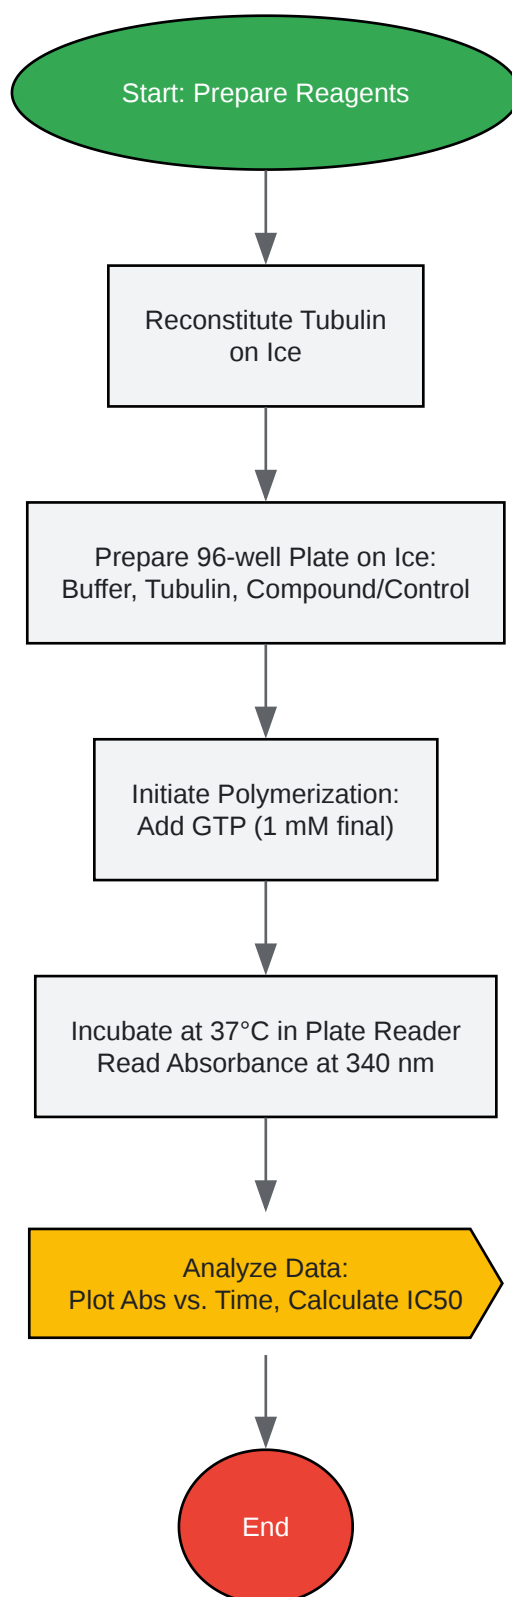 Start: Prepare Reagents
Reconstitute Tubulin
on Ice
Prepare 96-well Plate on Ice:
Buffer, Tubulin, Compound/Control
Initiate Polymerization:
Add GTP (1 mM final)
Incubate at 37°C in Plate Reader
Read Absorbance at 340 nm
Analyze Data:
Plot Abs vs. Time, Calculate IC50
End